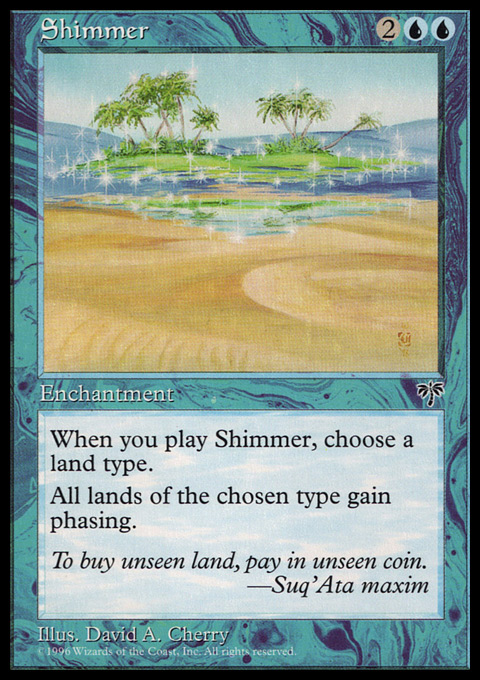 Shimmer 2
Enchantment
When you play Shimmer, choose a
land type.
All lands of the chosen type gain
phasing.
To buy unseen land, pay in unseen coin.
—Suq'Ata maxim
Illus. David A. Cherry
©1996 Wizards of the Coast, Inc. All rights reserved.